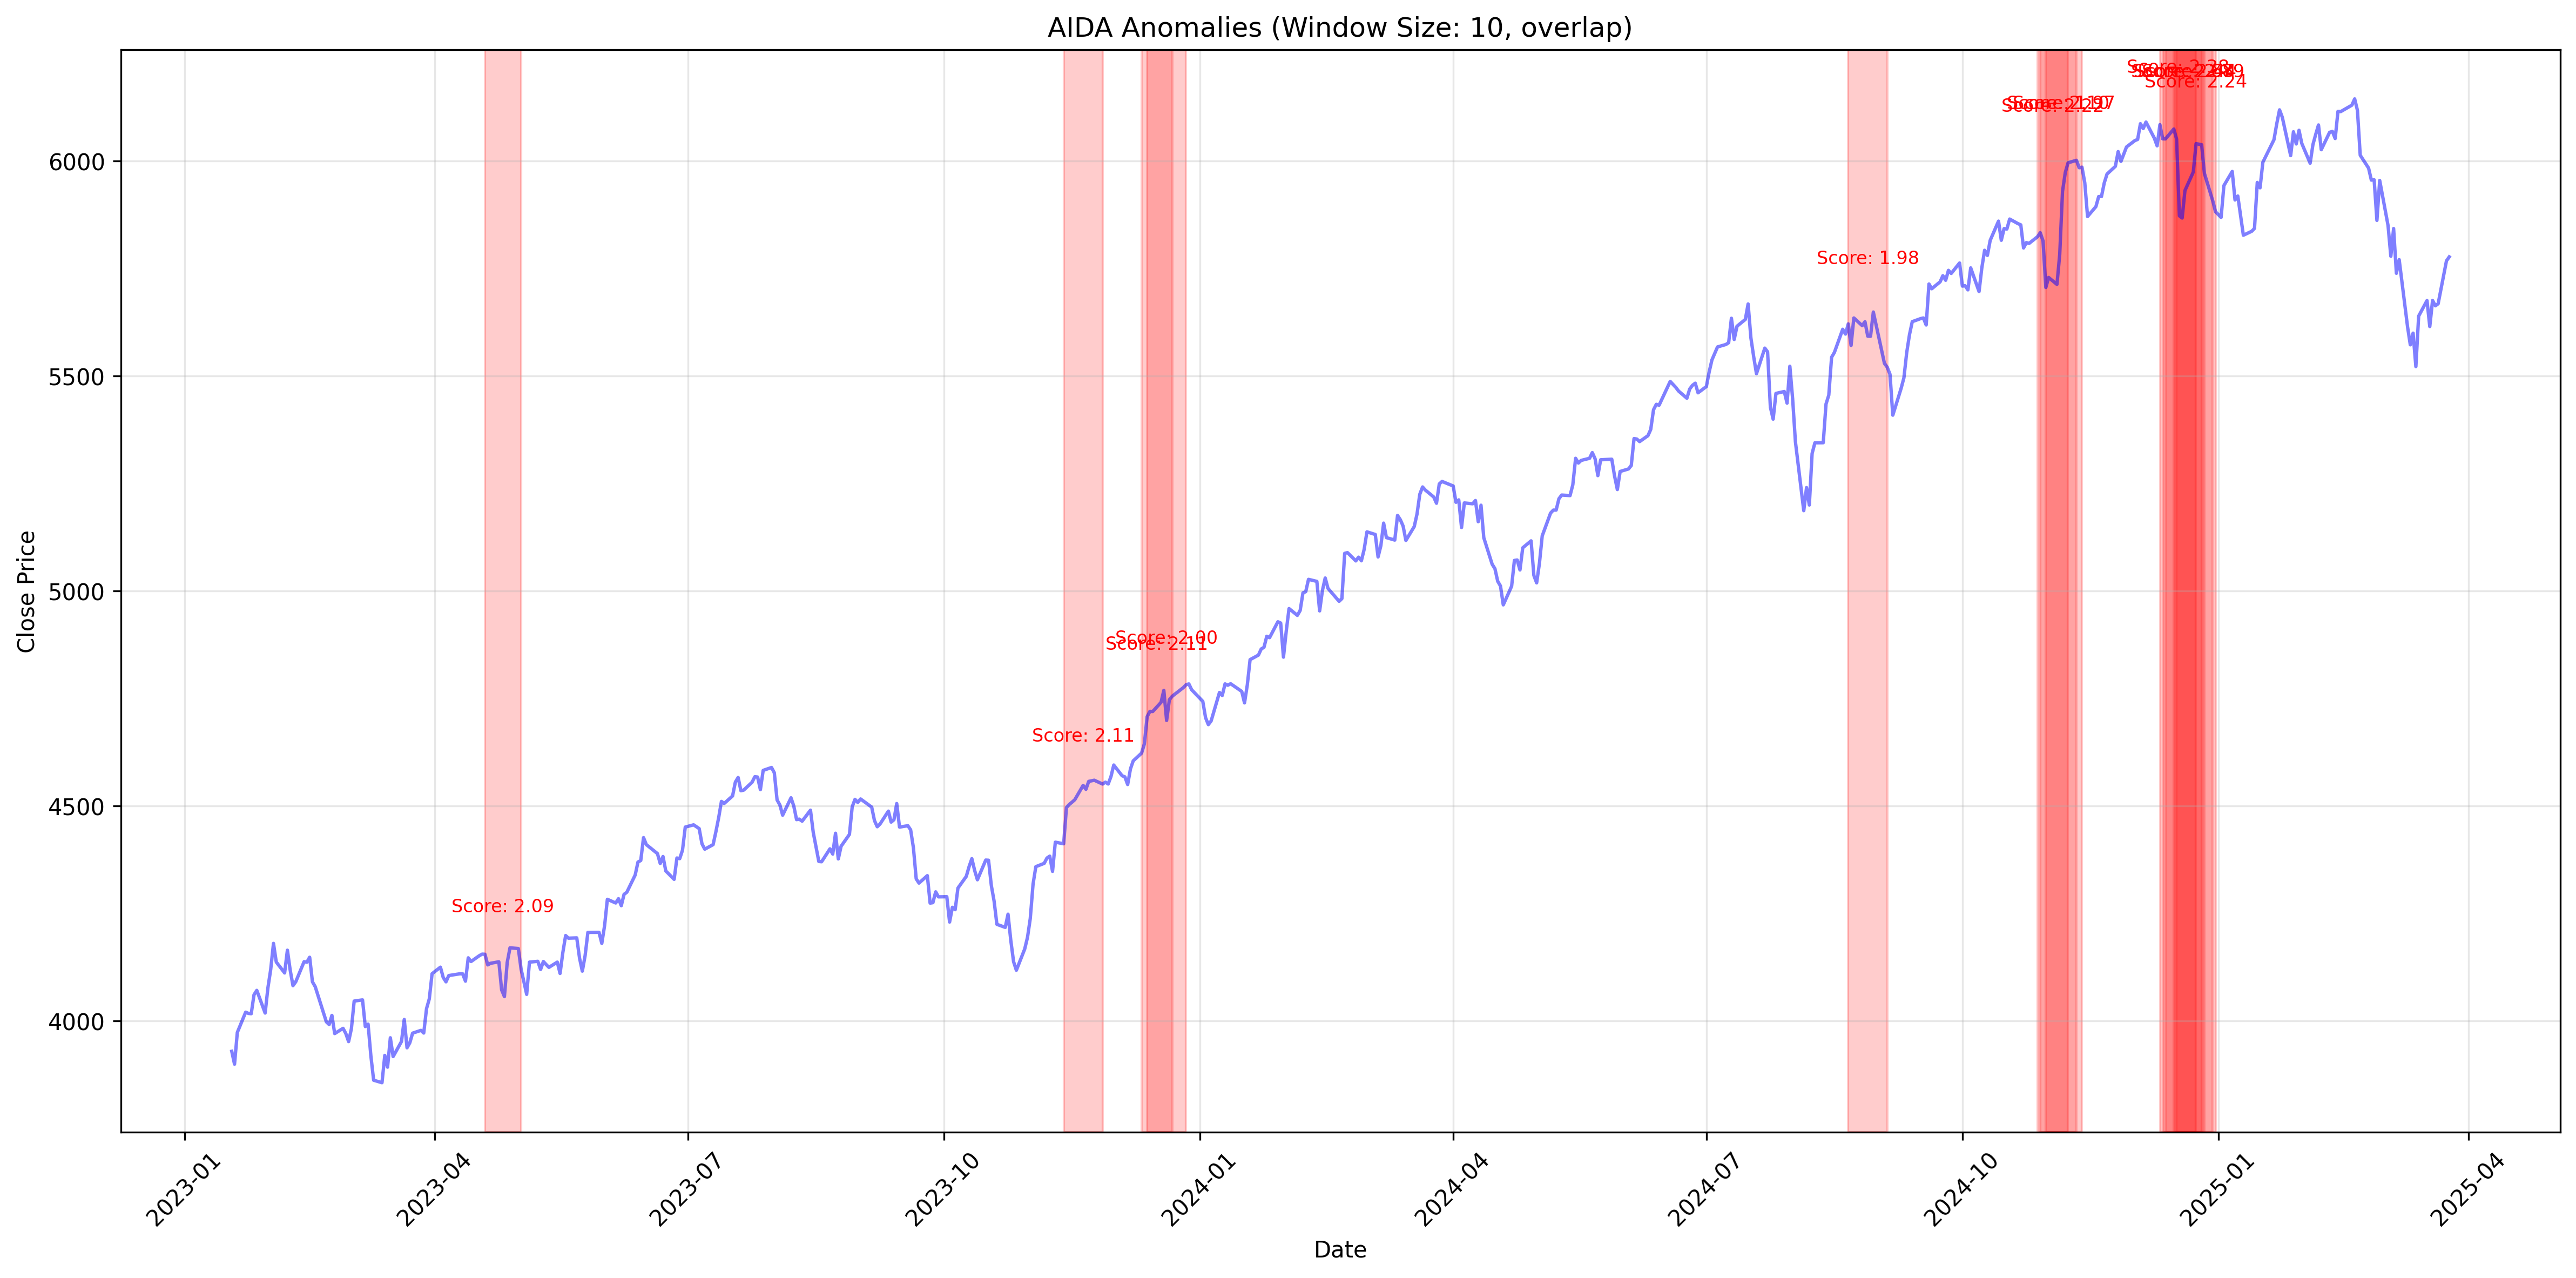 AIDA Anomalies (Window Size: 10, overlap)
Score: 2.24
Score: 1.98
Score: 2.00
Score: 2.11
Score: 2.11
Score: 2.09
6000
5500
5000
4500
4000
Close Price
2023-01
2023-04
2023-07
2023-10
2024-01
2024-04
2024-07
2024-10
2025-01
2025-04
Date